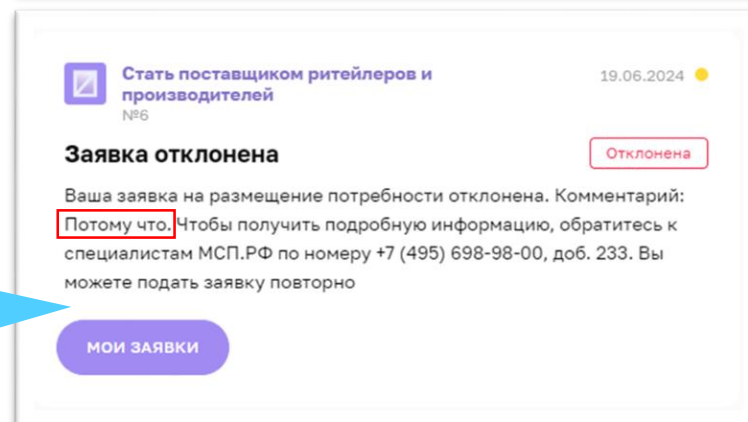 Стать поставщиком ритейлеров и
производителей
№6
19.06.2024
Заявка отклонена
Отклонена
Ваша заявка на размещение потребности отклонена. Комментарий:
Потому что. Чтобы получить подробную информацию, обратитесь к
специалистам МСП.РФ по номеру +7 (495) 698-98-00, доб. 233. Вы
можете подать заявку повторно
МОИ ЗАЯВКИ